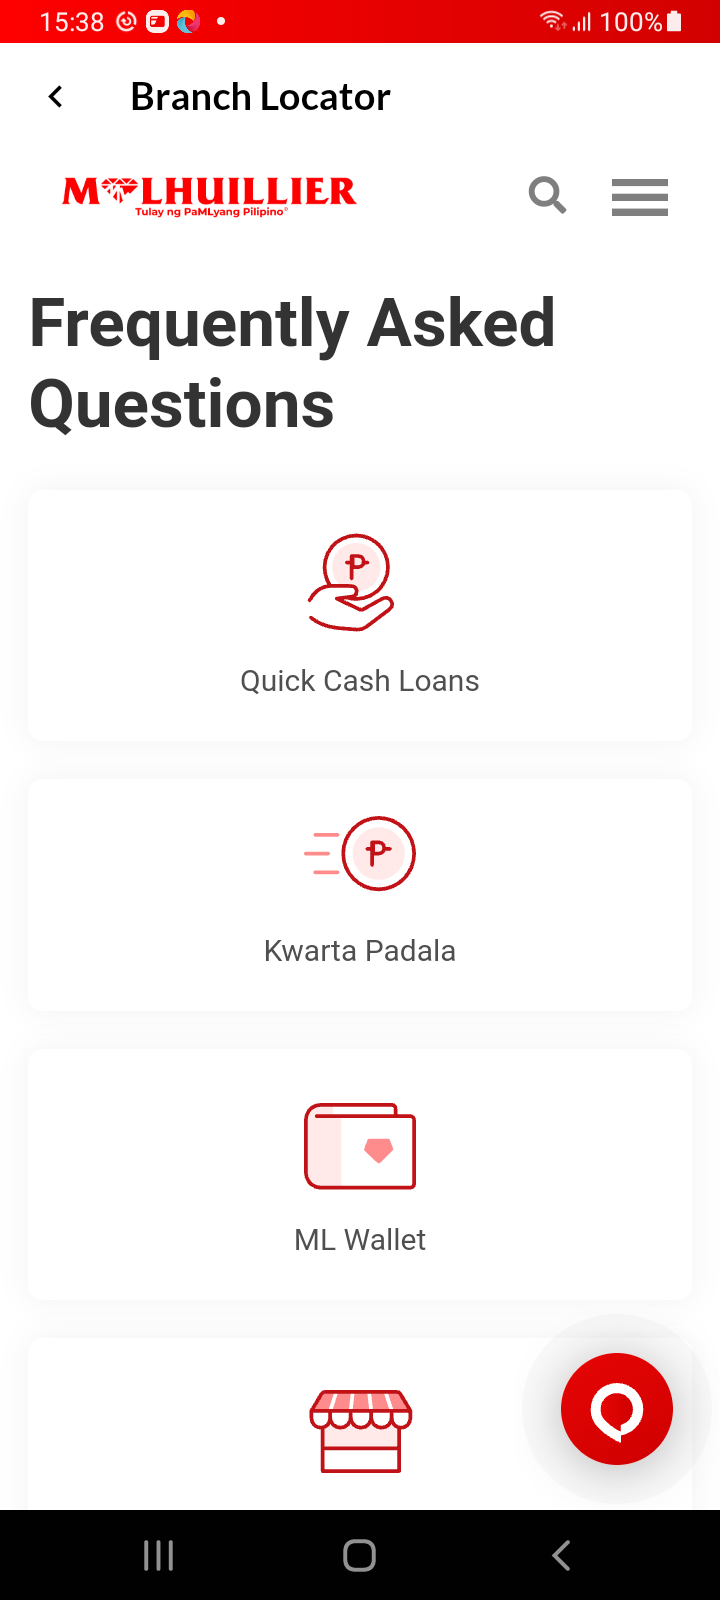 15:38
100%
Branch Locator
M LHUILLIER
Tulay ng PaMLyang Pilipino®
Frequently Asked
Questions
Quick Cash Loans
Kwarta Padala
ML Wallet